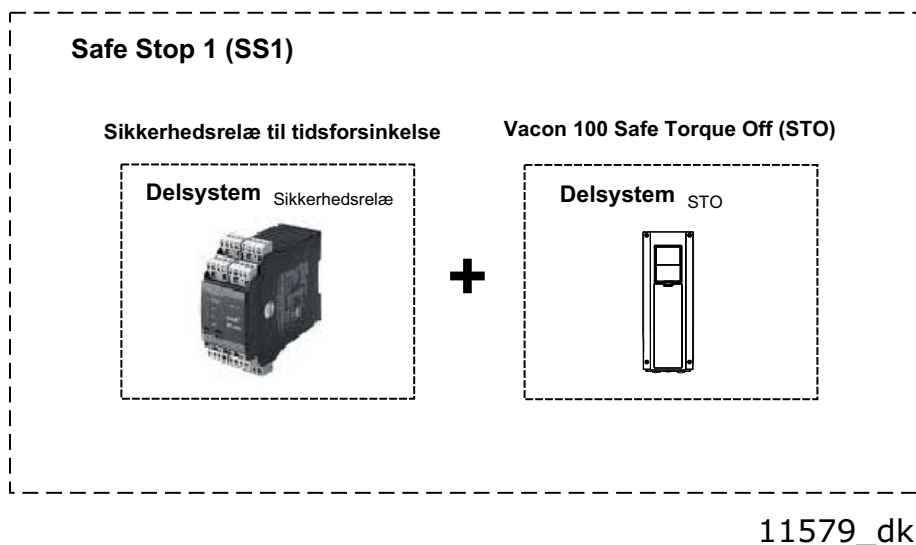 Safe Stop 1 (SS1)
Sikkerhedsrelæ til tidsforsinkelse
Vacon 100 Safe Torque Off (STO)
Delsystem Sikkerhedsrelæ
Delsystem STO
+
11579_dk